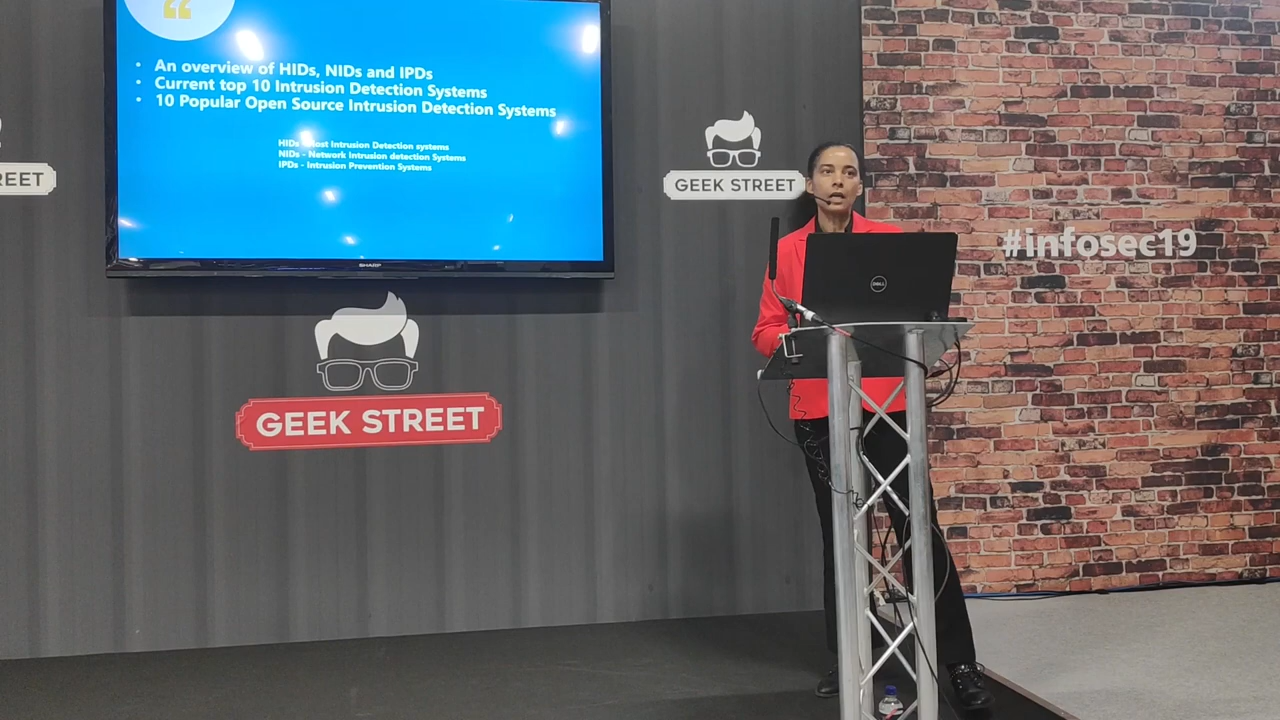 “
• An overview of HIDs, NIDs and IPDs
• Current top 10 Intrusion Detection Systems
• 10 Popular Open Source Intrusion Detection Systems
HIDs - Host Intrusion Detection systems
NIDs - Network Intrusion detection Systems
IPDs - Intrusion Prevention Systems
SHARP
REET
GEEK STREET
GEEK STREET
#infosec19
DELL